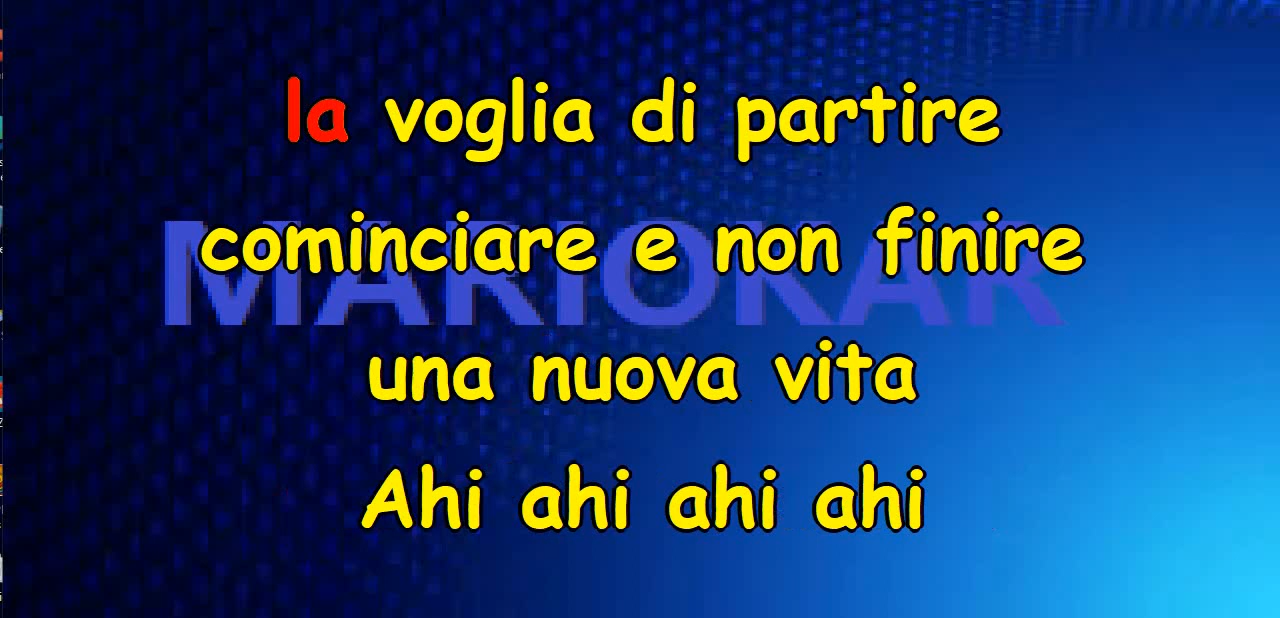 la voglia di partire
cominciare e non finire
MARIOKAR
una nuova vita
Ahi ahi ahi ahi